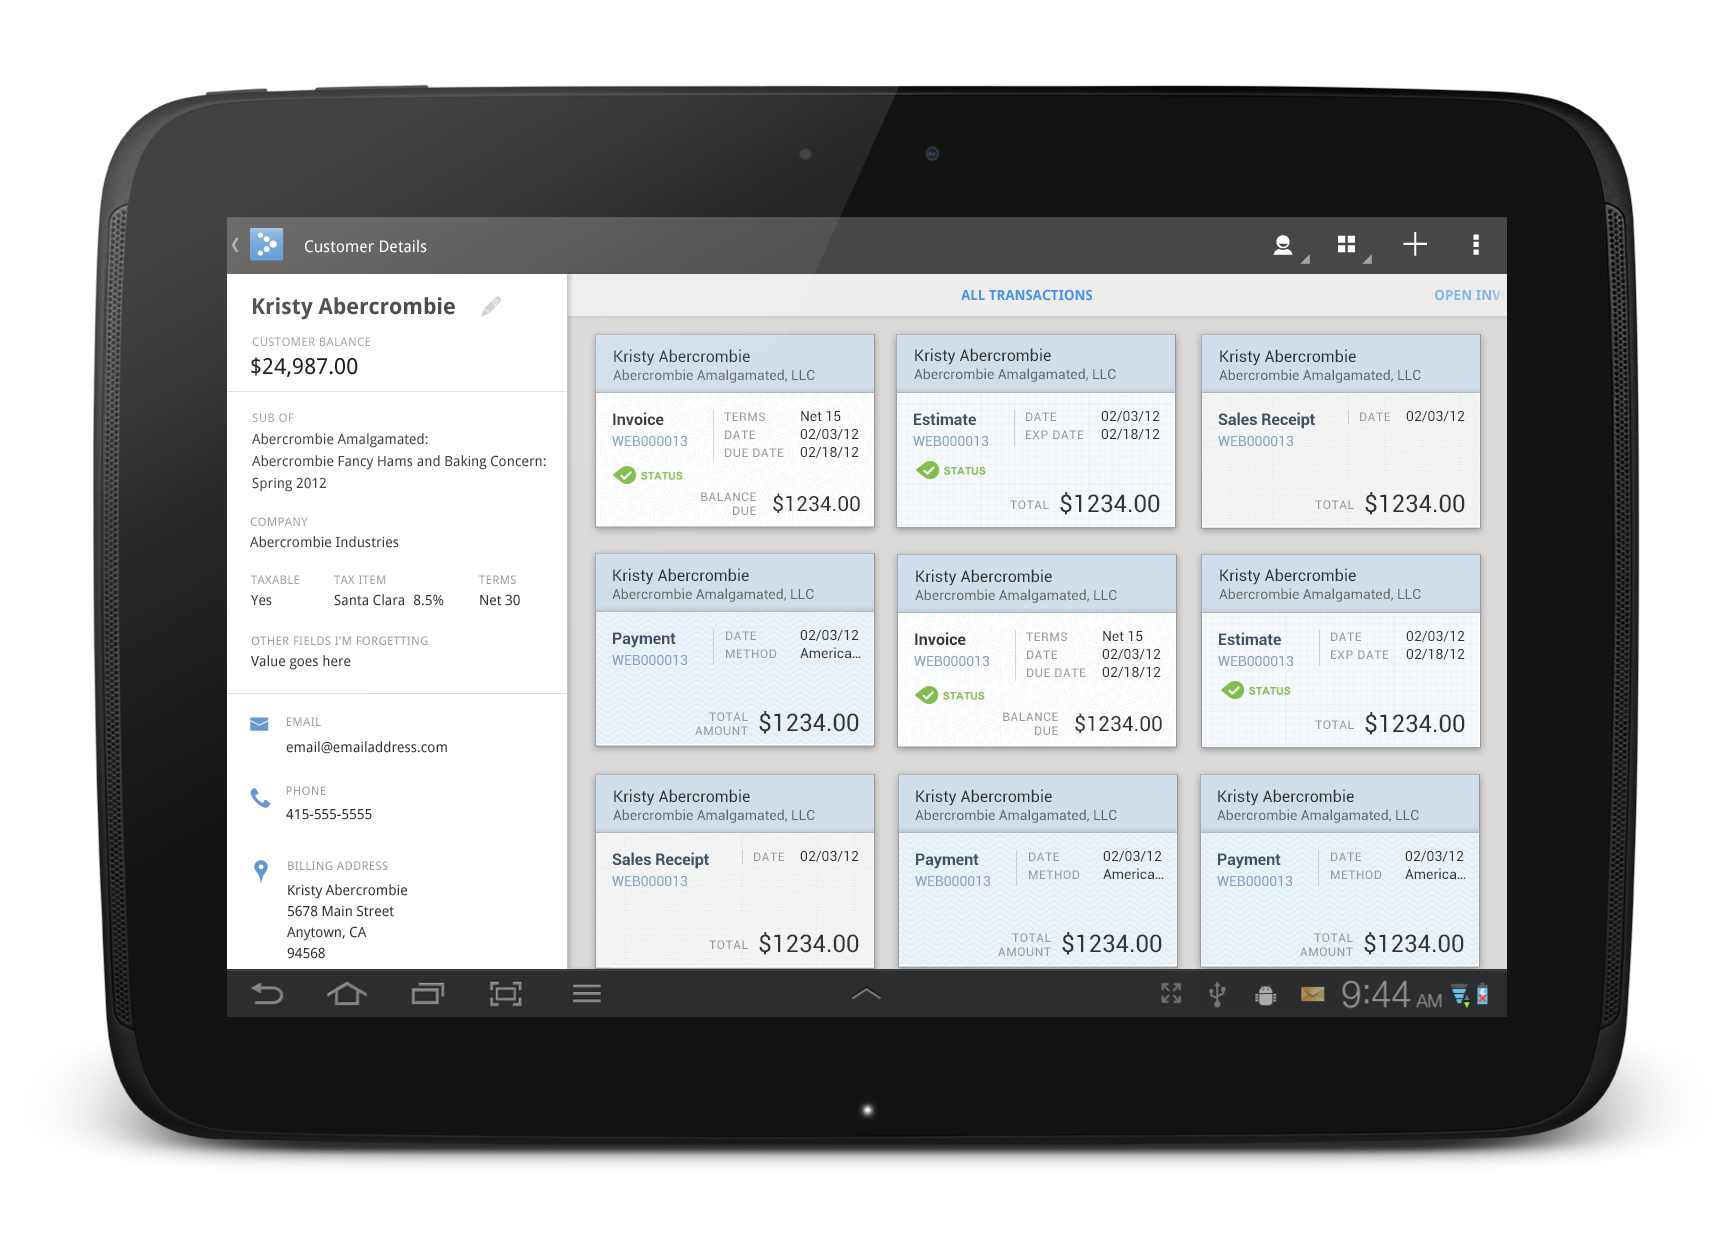 Customer Details
Kristy Abercrombie
CUSTOMER BALANCE
$24,987.00
SUB OF
Abercrombie Amalgamated:
Abercrombie Fancy Hams and Baking Concern:
Spring 2012
COMPANY
Abercrombie Industries
TAXABLE TAX ITEM TERMS
Yes Santa Clara 8.5% Net 30
OTHER FIELDS I'M FORGETTING
Value goes here
EMAIL
email@emailaddress.com
PHONE
415-555-5555
BILLING ADDRESS
Kristy Abercrombie
5678 Main Street
Anytown, CA
94568
ALL TRANSACTIONS
OPEN INV
Kristy Abercrombie
Abercrombie Amalgamated, LLC
Invoice TERMS Net 15
WEB000013 DATE 02/03/12
DUE DATE 02/18/12
STATUS
BALANCE
DUE $1234.00
Kristy Abercrombie
Abercrombie Amalgamated, LLC
Estimate DATE 02/03/12
WEB000013 EXP DATE 02/18/12
STATUS
TOTAL $1234.00
Kristy Abercrombie
Abercrombie Amalgamated, LLC
Sales Receipt DATE 02/03/12
WEB000013
TOTAL $1234.00
Kristy Abercrombie
Abercrombie Amalgamated, LLC
Payment DATE 02/03/12
WEB000013 METHOD America...
TOTAL
AMOUNT $1234.00
Kristy Abercrombie
Abercrombie Amalgamated, LLC
Invoice TERMS Net 15
WEB000013 DATE 02/03/12
DUE DATE 02/18/12
STATUS
BALANCE
DUE $1234.00
Kristy Abercrombie
Abercrombie Amalgamated, LLC
Estimate DATE 02/03/12
WEB000013 EXP DATE 02/18/12
STATUS
TOTAL $1234.00
Kristy Abercrombie
Abercrombie Amalgamated, LLC
Sales Receipt DATE 02/03/12
WEB000013
TOTAL $1234.00
Kristy Abercrombie
Abercrombie Amalgamated, LLC
Payment DATE 02/03/12
WEB000013 METHOD America...
TOTAL
AMOUNT $1234.00
Kristy Abercrombie
Abercrombie Amalgamated, LLC
Payment DATE 02/03/12
WEB000013 METHOD America...
TOTAL
AMOUNT $1234.00
9:44 AM